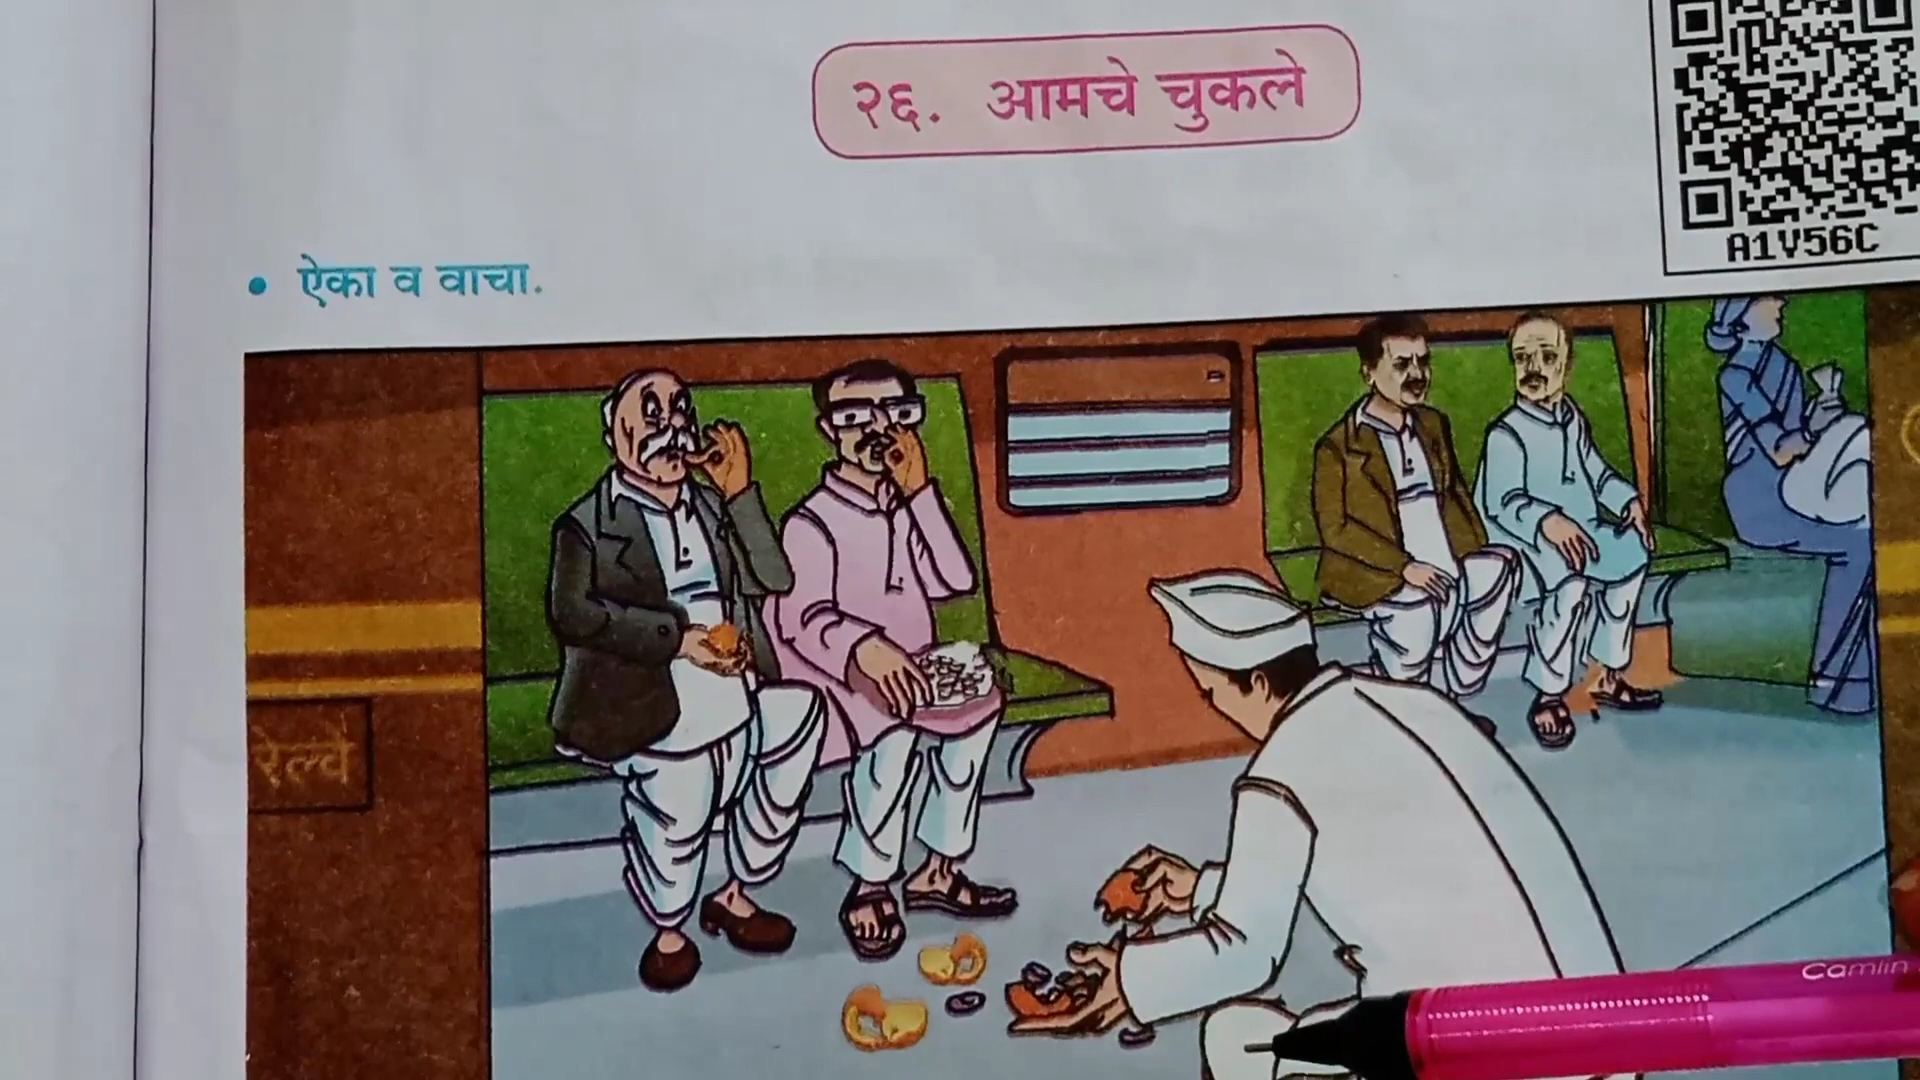 २६. आमचे चुकले
A1V56C
• ऐका व वाचा.
रेल्वे
Camlin